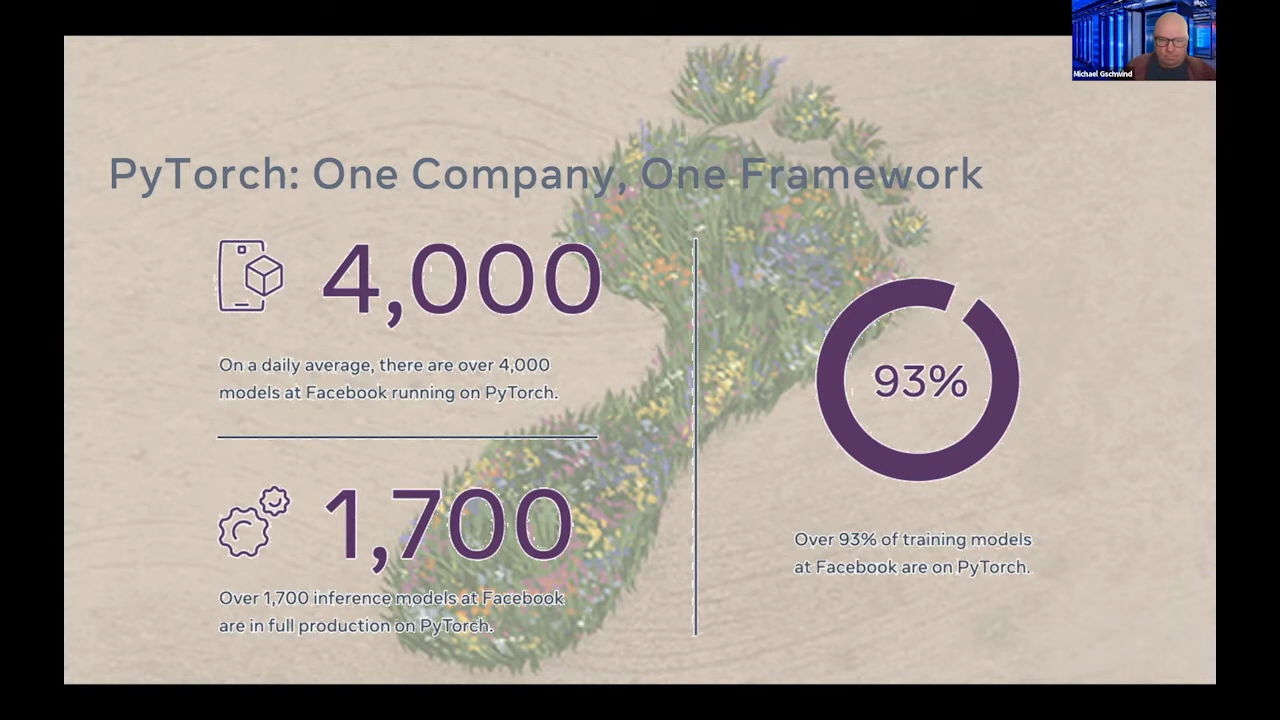 Michael Gschwind
PyTorch: One Company, One Framework
4,000
On a daily average, there are over 4,000
models at Facebook running on PyTorch.
1,700
Over 1,700 inference models at Facebook
are in full production on PyTorch.
93%
Over 93% of training models
at Facebook are on PyTorch.